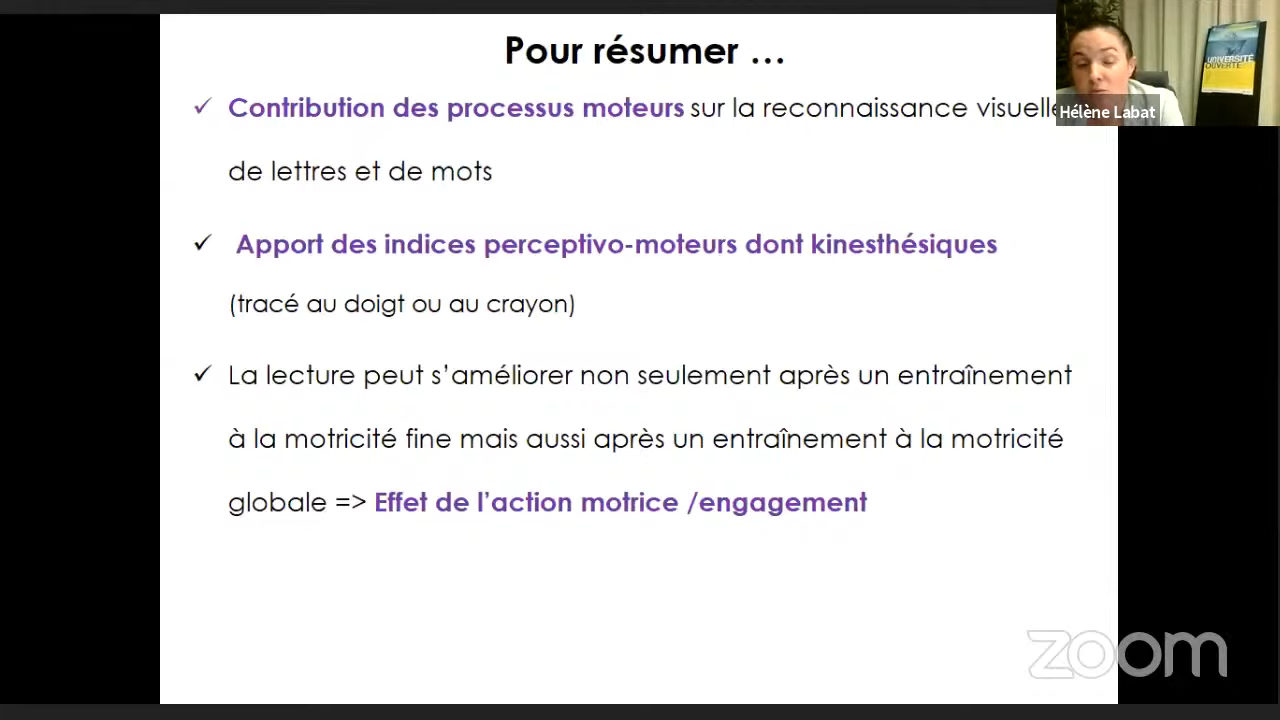 Pour résumer …
✓ Contribution des processus moteurs sur la reconnaissance visuelle
de lettres et de mots
✓ Apport des indices perceptivo-moteurs dont kinesthésiques
(tracé au doigt ou au crayon)
✓ La lecture peut s’améliorer non seulement après un entraînement
à la motricité fine mais aussi après un entraînement à la motricité
globale => Effet de l’action motrice /engagement
Hélène Labat
UNIVERSITÉ
OUVERTE
zoom